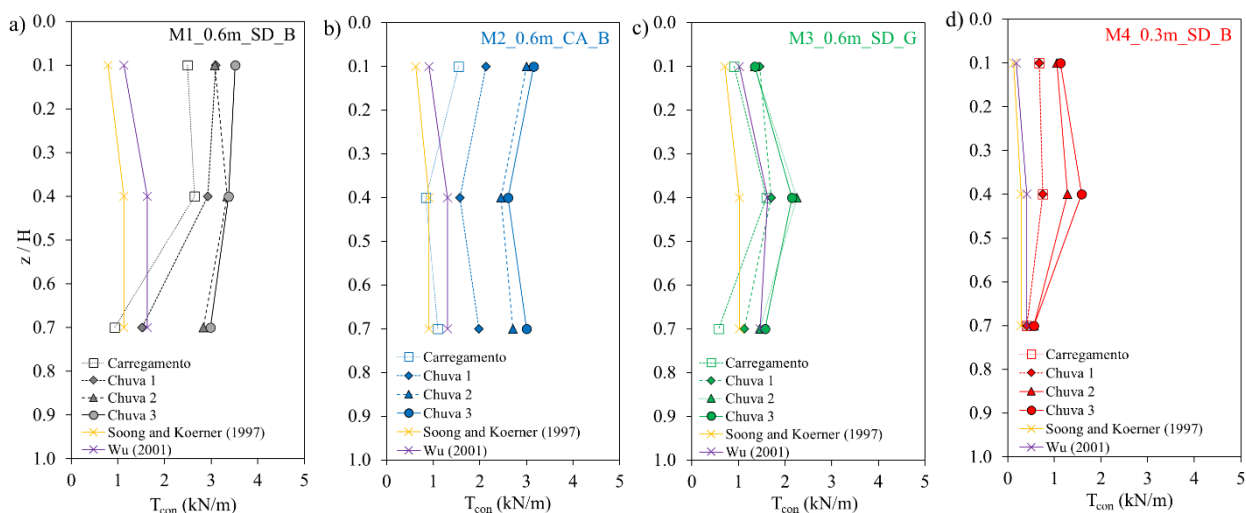 a)
M1_0.6m_SD_B
z / H
0.0
0.1
0.2
0.3
0.4
0.5
0.6
0.7
0.8
0.9
1.0
Carregamento
Chuva 1
Chuva 2
Chuva 3
Soong and Koerner (1997)
Wu (2001)
0 1 2 3 4 5
Tcon (kN/m)
b)
M2_0.6m_CA_B
0.0
0.1
0.2
0.3
0.4
0.5
0.6
0.7
0.8
0.9
1.0
Carregamento
Chuva 1
Chuva 2
Chuva 3
Soong and Koerner (1997)
Wu (2001)
0 1 2 3 4 5
Tcon (kN/m)
c)
M3_0.6m_SD_G
0.0
0.1
0.2
0.3
0.4
0.5
0.6
0.7
0.8
0.9
1.0
Carregamento
Chuva 1
Chuva 2
Chuva 3
Soong and Koerner (1997)
Wu (2001)
0 1 2 3 4 5
Tcon (kN/m)
d)
M4_0.3m_SD_B
0.0
0.1
0.2
0.3
0.4
0.5
0.6
0.7
0.8
0.9
1.0
Carregamento
Chuva 1
Chuva 2
Chuva 3
Soong and Koerner (1997)
Wu (2001)
0 1 2 3 4 5
Tcon (kN/m)